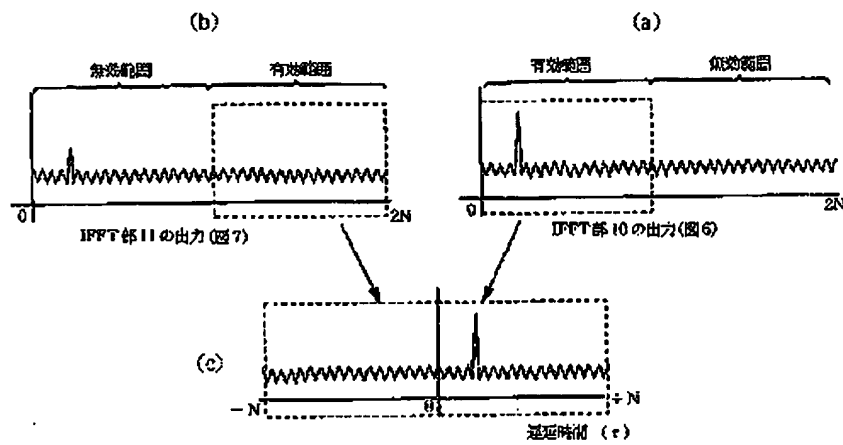 (b)
(a)
無効範囲
有効範囲
有効範囲
無効範囲
0
2N
0
2N
IFFT部11の出力(図7)
IFFT部10の出力(図6)
(c)
-N
0
+N
遅延時間 (τ)